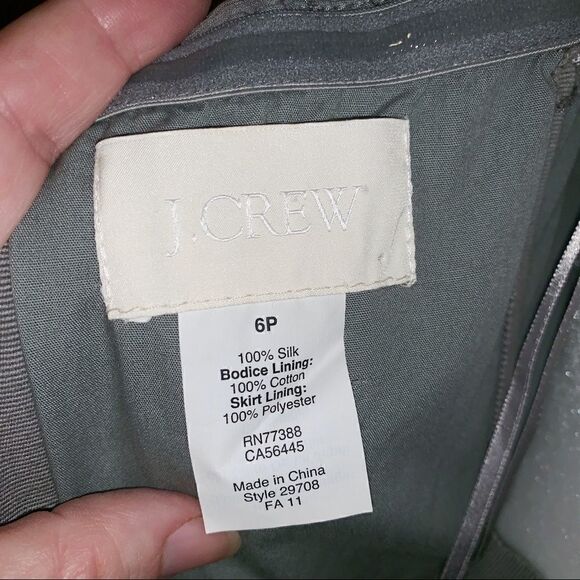 J.CREW
6P
100% Silk
Bodice Lining:
100% Cotton
Skirt Lining:
100% Polyester
RN77388
CA56445
Made in China
Style 29708
FA 11